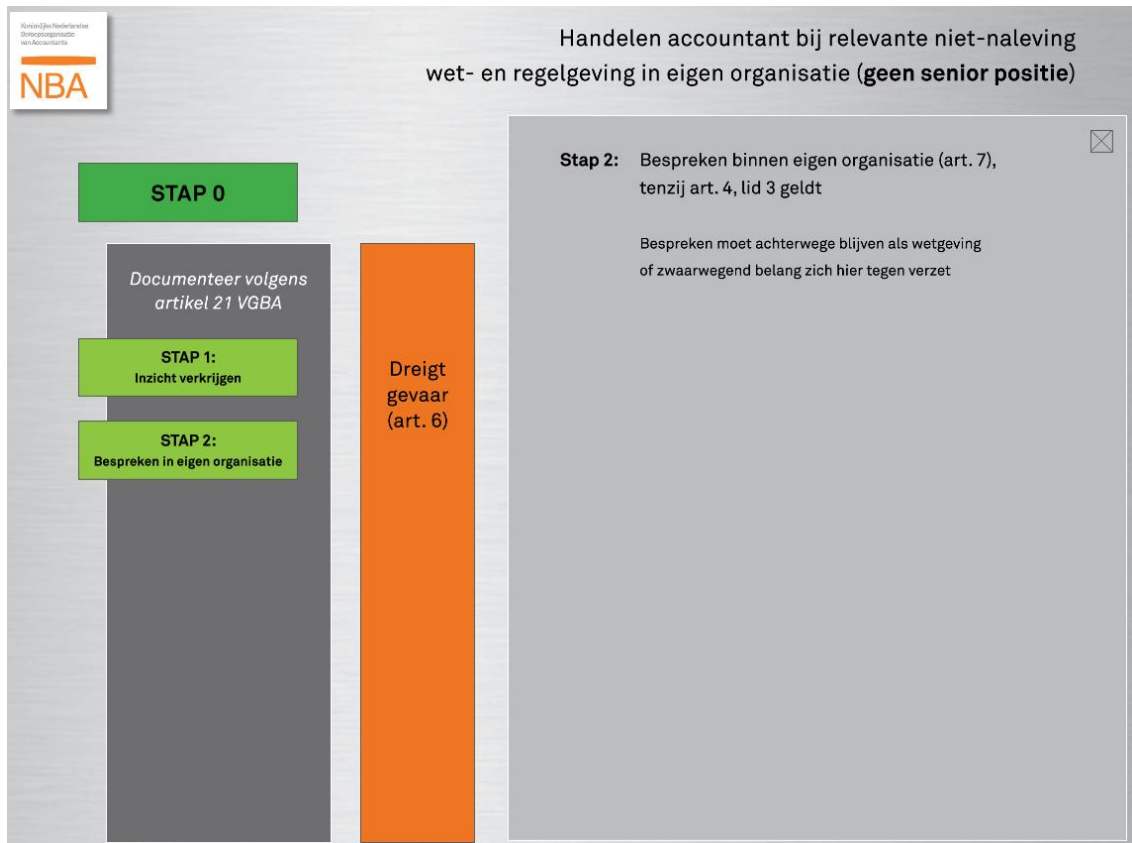 Koninklijke Nederlandse
Beroepsorganisatie
van Accountants
NBA
Handelen accountant bij relevante niet-naleving
wet- en regelgeving in eigen organisatie (geen senior positie)
STAP 0
Documenteer volgens
artikel 21 VGBA
STAP 1:
Inzicht verkrijgen
STAP 2:
Bespreken in eigen organisatie
Dreigt
gevaar
(art. 6)
Stap 2: Bespreken binnen eigen organisatie (art. 7),
tenzij art. 4, lid 3 geldt
Bespreken moet achterwege blijven als wetgeving
of zwaarwegend belang zich hier tegen verzet